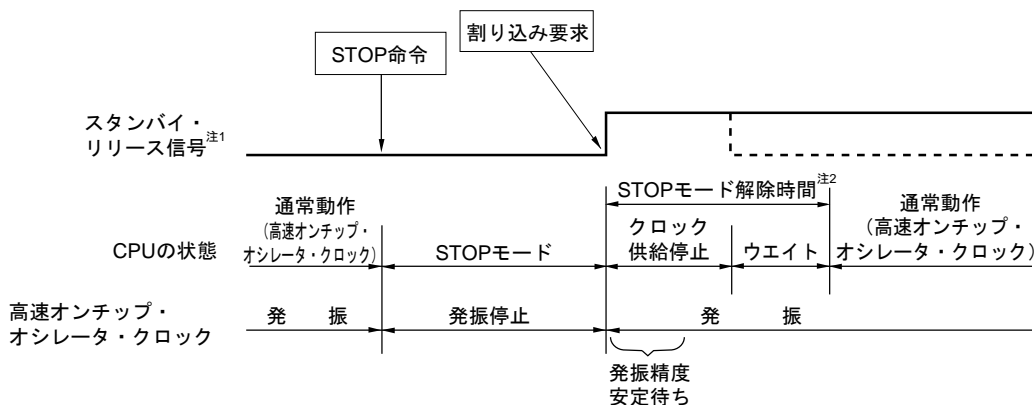 割り込み要求
STOP命令
スタンバイ・
リリース信号注1
STOPモード解除時間注2
通常動作
(高速オンチップ・
オシレータ・クロック)
クロック
供給停止
通常動作
(高速オンチップ・
オシレータ・クロック)
CPUの状態
STOPモード
ウエイト
高速オンチップ・
オシレータ・クロック
発 振
発振停止
発 振
発振精度
安定待ち